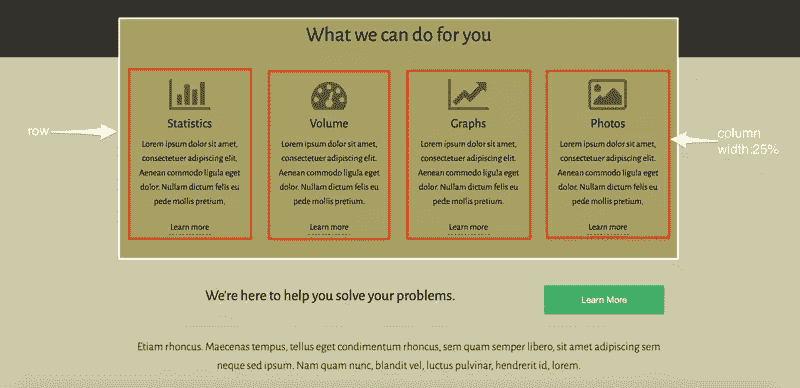 What we can do for you
Statistics
Lorem ipsum dolor sit amet,
consectetuer adipiscing elit.
Aenean commodo ligula eget
dolor. Nullam dictum felis eu
pede mollis pretium.
Learn more
Volume
Lorem ipsum dolor sit amet,
consectetuer adipiscing elit.
Aenean commodo ligula eget
dolor. Nullam dictum felis eu
pede mollis pretium.
Learn more
Graphs
Lorem ipsum dolor sit amet,
consectetuer adipiscing elit.
Aenean commodo ligula eget
dolor. Nullam dictum felis eu
pede mollis pretium.
Learn more
Photos
Lorem ipsum dolor sit amet,
consectetuer adipiscing elit.
Aenean commodo ligula eget
dolor. Nullam dictum felis eu
pede mollis pretium.
Learn more
row
column
width:25%
We're here to help you solve your problems.
Learn More
Etiam rhoncus. Maecenas tempus, tellus eget condimentum rhoncus, sem quam semper libero, sit amet adipiscing sem
neque sed ipsum. Nam quam nunc, blandit vel, luctus pulvinar, hendrerit id, lorem.